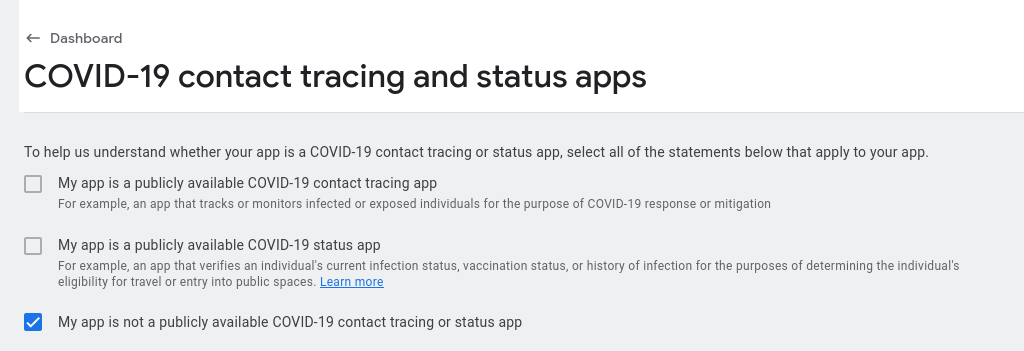 ← Dashboard
COVID-19 contact tracing and status apps
To help us understand whether your app is a COVID-19 contact tracing or status app, select all of the statements below that apply to your app.
My app is a publicly available COVID-19 contact tracing app
For example, an app that tracks or monitors infected or exposed individuals for the purpose of COVID-19 response or mitigation
My app is a publicly available COVID-19 status app
For example, an app that verifies an individual's current infection status, vaccination status, or history of infection for the purposes of determining the individual's
eligibility for travel or entry into public spaces. Learn more
My app is not a publicly available COVID-19 contact tracing or status app